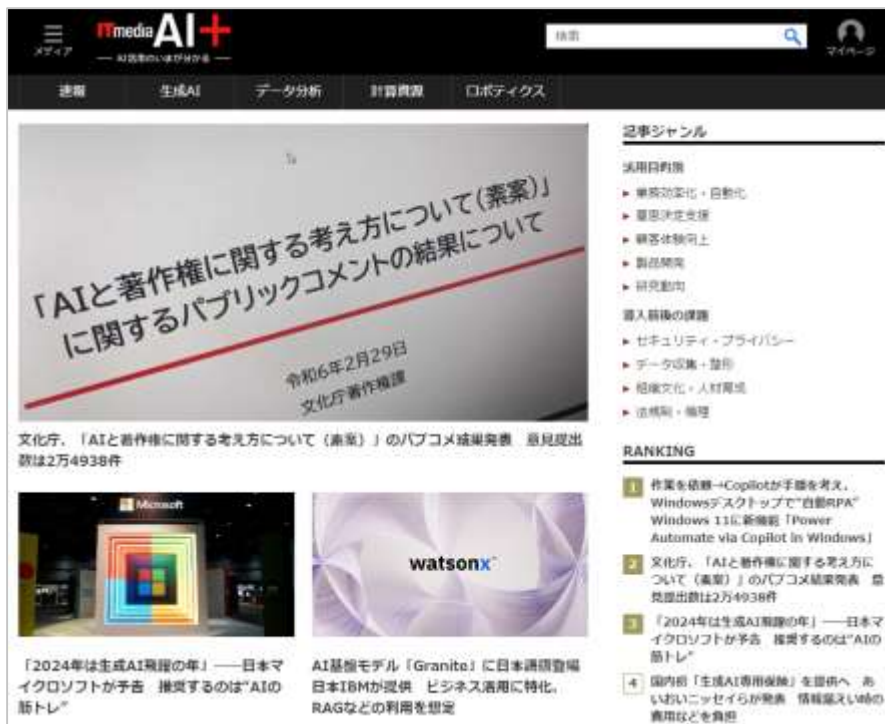 メディア
ITmedia AI+
AI活用のいまが分かる
検索
マイページ
速報
生成AI
データ分析
計算資源
ロボティクス
「AIと著作権に関する考え方について(素案)」
に関するパブリックコメントの結果について
令和6年2月29日
文化庁著作権課
文化庁、「AIと著作権に関する考え方について(素案)」のパブコメ結果発表 意見提出
数は2万4938件
Microsoft
「2024年は生成AI飛躍の年」――日本マ
イクロソフトが予告 推奨するのは“AIの
筋トレ”
watsonx
AI基盤モデル「Granite」に日本語版登場
日本IBMが提供 ビジネス活用に特化、
RAGなどの利用を想定
記事ジャンル
活用目的別
業務効率化・自動化
意思決定支援
顧客体験向上
製品開発
研究動向
導入前後の課題
セキュリティ・プライバシー
データ収集・整形
組織文化・人材育成
法規制・倫理
RANKING
1 作業を依頼→Copilotが手順を考え、
Windowsデスクトップで“自動RPA”
Windows 11に新機能「Power
Automate via Copilot in Windows」
2 文化庁、「AIと著作権に関する考え方に
ついて(素案)」のパブコメ結果発表 意
見提出数は2万4938件
3 「2024年は生成AI飛躍の年」――日本マ
イクロソフトが予告 推奨するのは“AIの
筋トレ”
4 国内初「生成AI専用保険」を提供へ あ
いおいニッセイらが発表 情報漏えい時の
費用などを負担